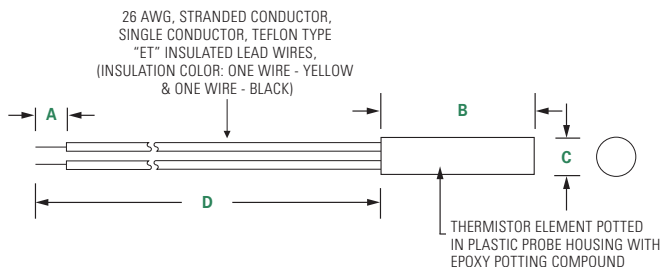 26 AWG, STRANDED CONDUCTOR,
SINGLE CONDUCTOR, TEFLON TYPE
"ET" INSULATED LEAD WIRES,
(INSULATION COLOR: ONE WIRE - YELLOW
& ONE WIRE - BLACK)
A
B
C
D
THERMISTOR ELEMENT POTTED
IN PLASTIC PROBE HOUSING WITH
EPOXY POTTING COMPOUND